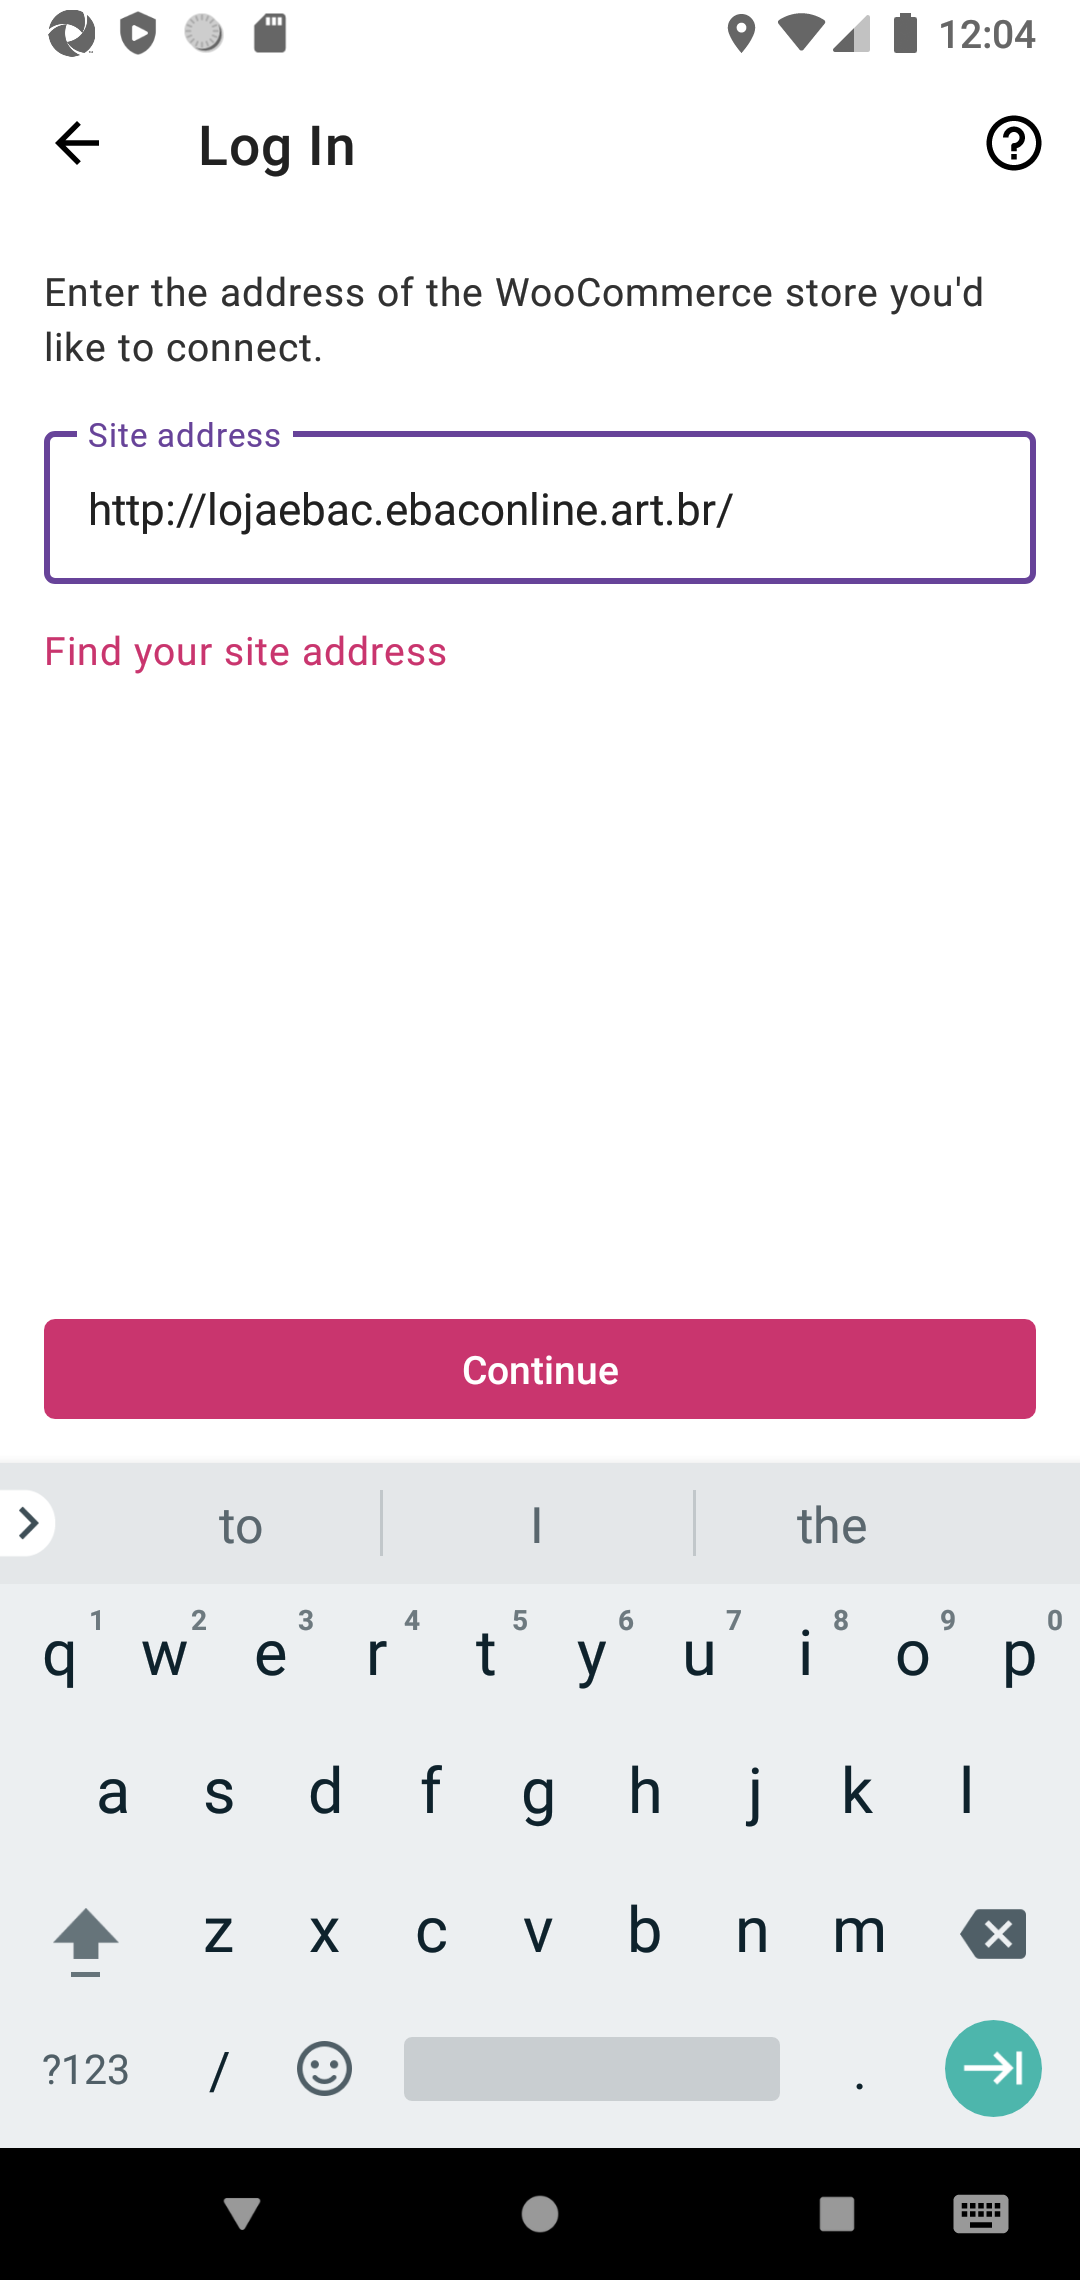 12:04
Log In
Enter the address of the WooCommerce store you'd
like to connect.
Site address
http://lojaebac.ebaconline.art.br/
Find your site address
Continue
to I the
1 2 3 4 5 6 7 8 9 0
q w e r t y u i o p
a s d f g h j k l
z x c v b n m
?123 / .